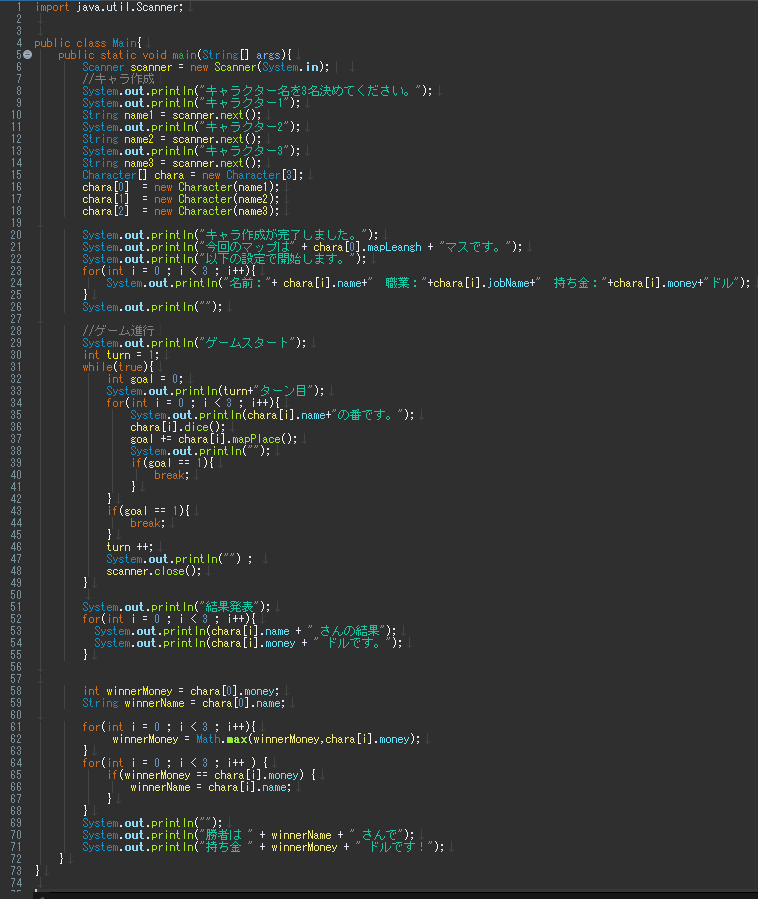 1 import java.util.Scanner;
2
3
4 public class Main{
5 public static void main(String[] args){
6 Scanner scanner = new Scanner(System.in);
7 //キャラ作成
8 System.out.println("キャラクター名を3名決めてください。");
9 System.out.println("キャラクター1");
10 String name1 = scanner.next();
11 System.out.println("キャラクター2");
12 String name2 = scanner.next();
13 System.out.println("キャラクター3");
14 String name3 = scanner.next();
15 Character[] chara = new Character[3];
16 chara[0]  = new Character(name1);
17 chara[1]  = new Character(name2);
18 chara[2]  = new Character(name3);
19
20 System.out.println("キャラ作成が完了しました。");
21 System.out.println("今回のマップは" + chara[0].mapLeangh + "マスです。");
22 System.out.println("以下の設定で開始します。");
23 for(int i = 0 ; i < 3 ; i++){
24 System.out.println("名前："+ chara[i].name+"  職業："+chara[i].jobName+"  持ち金："+chara[i].money+"ドル");
25 }
26 System.out.println("");
27
28 //ゲーム進行
29 System.out.println("ゲームスタート");
30 int turn = 1;
31 while(true){
32 int goal = 0;
33 System.out.println(turn+"ターン目");
34 for(int i = 0 ; i < 3 ; i++){
35 System.out.println(chara[i].name+"の番です。");
36 chara[i].dice();
37 goal += chara[i].mapPlace();
38 System.out.println("");
39 if(goal == 1){
40 break;
41 }
42 }
43 if(goal == 1){
44 break;
45 }
46 turn ++;
47 System.out.println("") ;
48 scanner.close();
49 }
50
51 System.out.println("結果発表");
52 for(int i = 0 ; i < 3 ; i++){
53 System.out.println(chara[i].name + " さんの結果");
54 System.out.println(chara[i].money + " ドルです。");
55 }
56
57
58 int winnerMoney = chara[0].money;
59 String winnerName = chara[0].name;
60
61 for(int i = 0 ; i < 3 ; i++){
62 winnerMoney = Math.max(winnerMoney,chara[i].money);
63 }
64 for(int i = 0 ; i < 3 ; i++ ) {
65 if(winnerMoney == chara[i].money) {
66 winnerName = chara[i].name;
67 }
68 }
69 System.out.println("");
70 System.out.println("勝者は " + winnerName + " さんで");
71 System.out.println("持ち金 " + winnerMoney + " ドルです！");
72 }
73 }
74